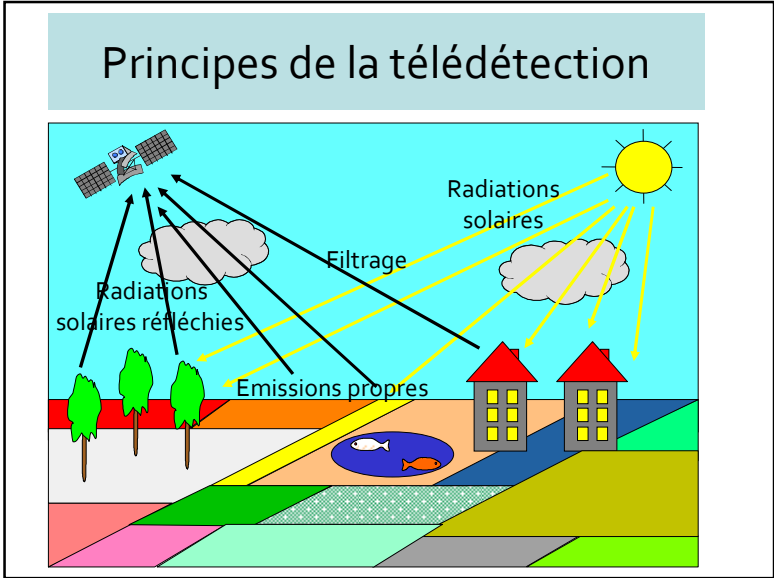 Principes de la télédétection
Radiations
solaires
Filtrage
Radiations
solaires réfléchies
Emissions propres